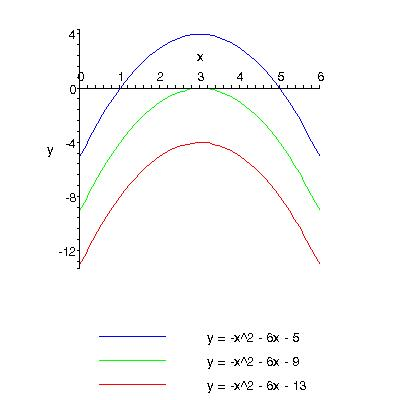 4
x
0 1 2 3 4 5 6
0
-4
y
-8
-12
y = -x^2 - 6x - 5
y = -x^2 - 6x - 9
y = -x^2 - 6x - 13